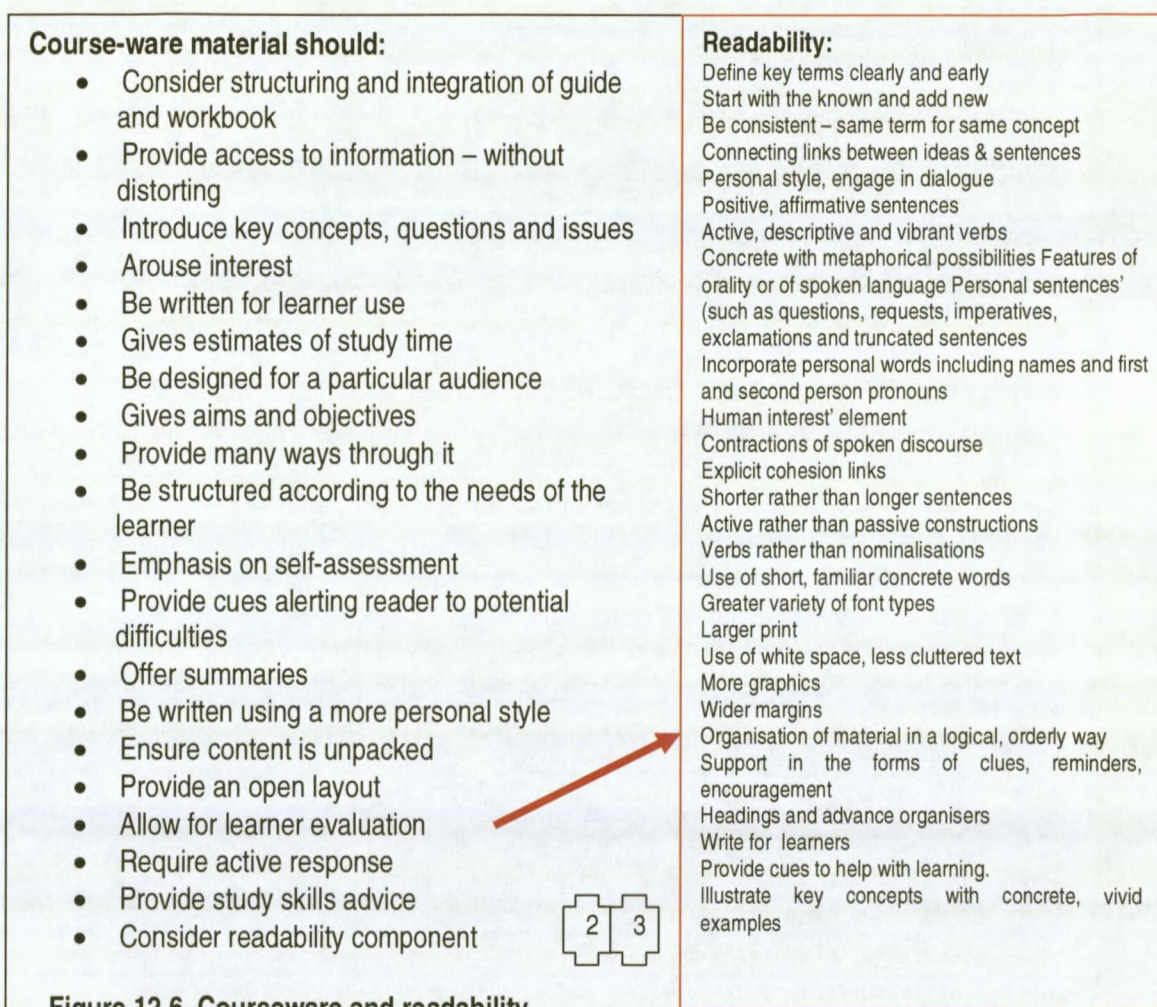 Course-ware material should:
• Consider structuring and integration of guide
and workbook
• Provide access to information – without
distorting
• Introduce key concepts, questions and issues
• Arouse interest
• Be written for learner use
• Gives estimates of study time
• Be designed for a particular audience
• Gives aims and objectives
• Provide many ways through it
• Be structured according to the needs of the
learner
• Emphasis on self-assessment
• Provide cues alerting reader to potential
difficulties
• Offer summaries
• Be written using a more personal style
• Ensure content is unpacked
• Provide an open layout
• Allow for learner evaluation
• Require active response
• Provide study skills advice
• Consider readability component
2 3
Readability:
Define key terms clearly and early
Start with the known and add new
Be consistent – same term for same concept
Connecting links between ideas & sentences
Personal style, engage in dialogue
Positive, affirmative sentences
Active, descriptive and vibrant verbs
Concrete with metaphorical possibilities Features of
orality or of spoken language Personal sentences'
(such as questions, requests, imperatives,
exclamations and truncated sentences
Incorporate personal words including names and first
and second person pronouns
Human interest' element
Contractions of spoken discourse
Explicit cohesion links
Shorter rather than longer sentences
Active rather than passive constructions
Verbs rather than nominalisations
Use of short, familiar concrete words
Greater variety of font types
Larger print
Use of white space, less cluttered text
More graphics
Wider margins
Organisation of material in a logical, orderly way
Support in the forms of clues, reminders,
encouragement
Headings and advance organisers
Write for learners
Provide cues to help with learning.
Illustrate key concepts with concrete, vivid
examples
Figure 12.6 Courseware and readability